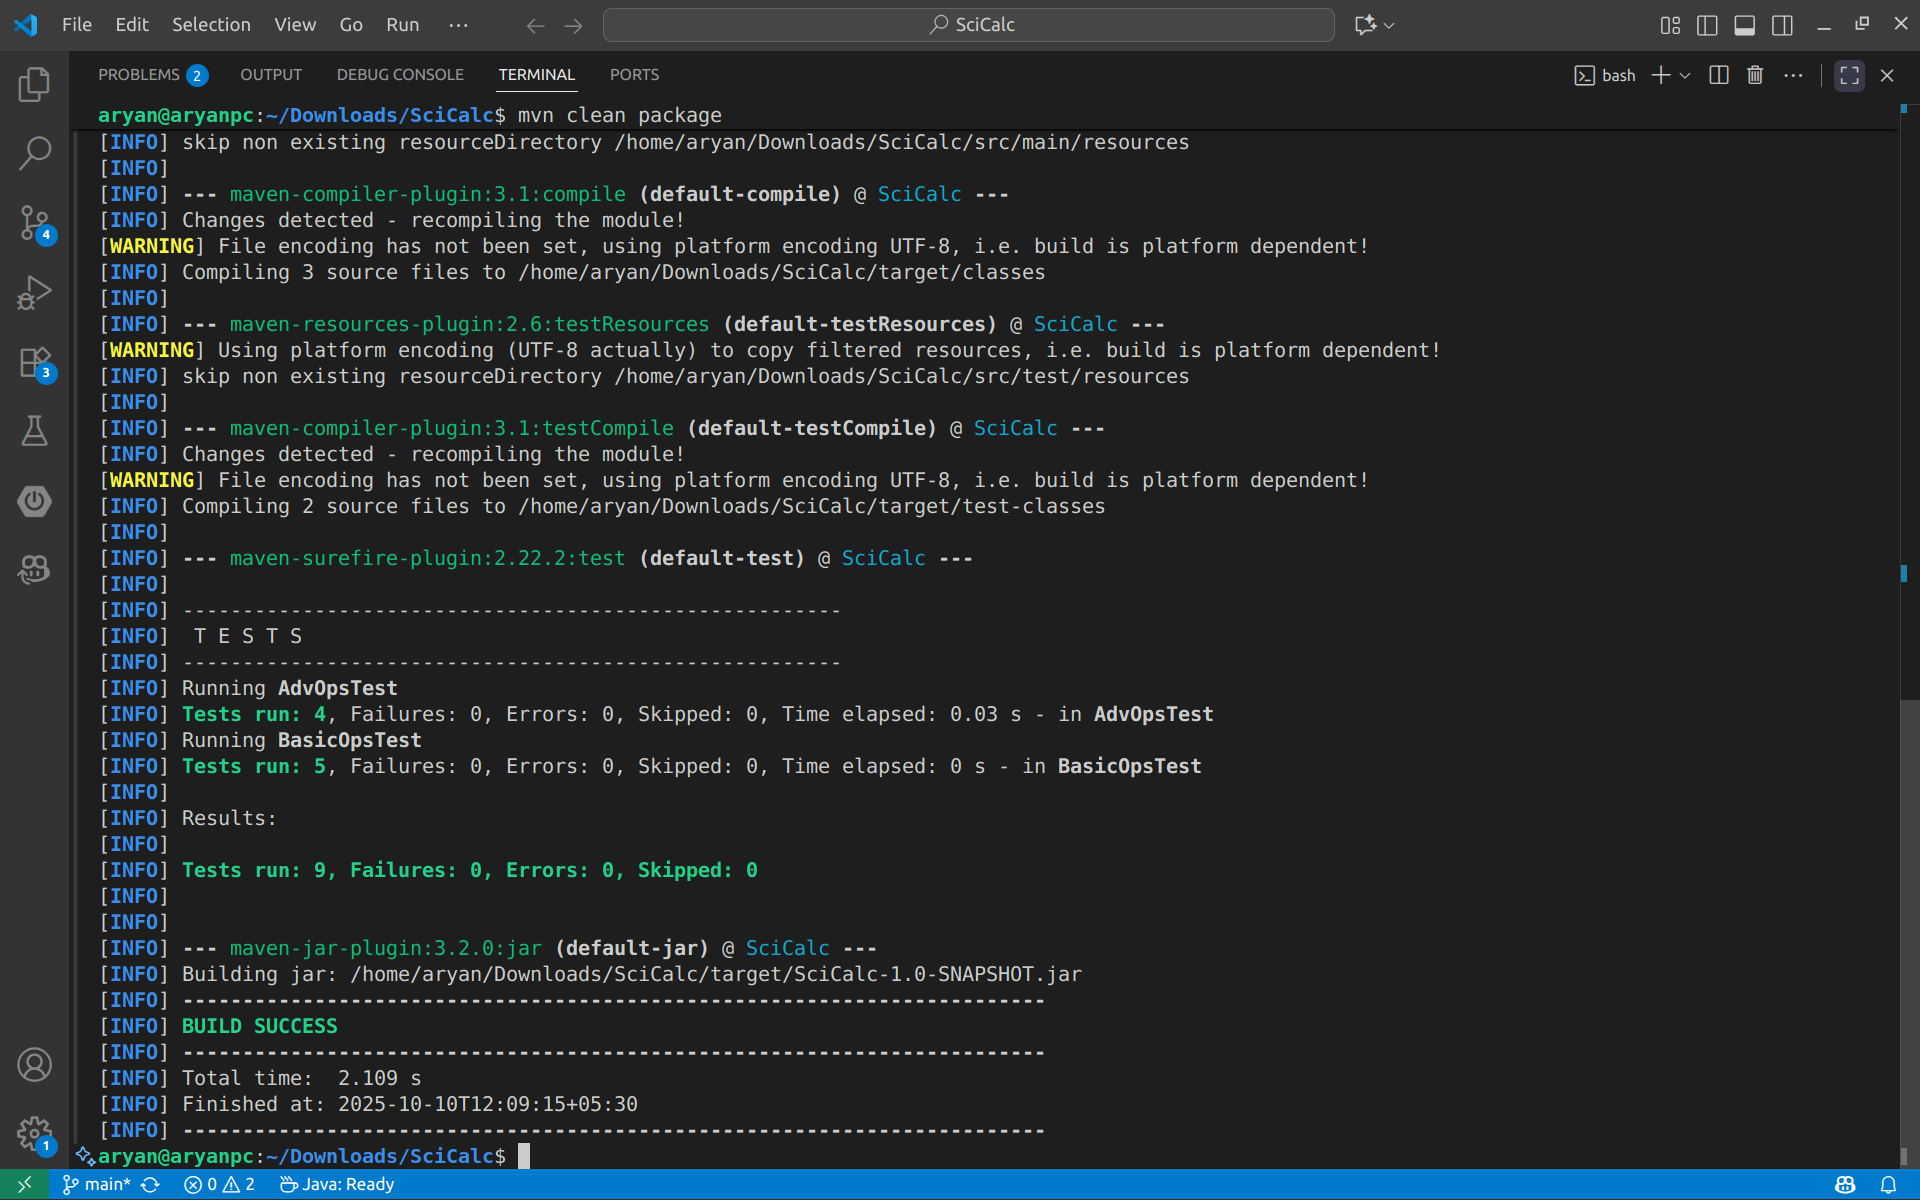 File Edit Selection View Go Run ··· SciCalc
PROBLEMS 2 OUTPUT DEBUG CONSOLE TERMINAL PORTS bash
aryan@aryanpc:~/Downloads/SciCalc$ mvn clean package
[INFO] skip non existing resourceDirectory /home/aryan/Downloads/SciCalc/src/main/resources
[INFO]
[INFO] --- maven-compiler-plugin:3.1:compile (default-compile) @ SciCalc ---
[INFO] Changes detected - recompiling the module!
[WARNING] File encoding has not been set, using platform encoding UTF-8, i.e. build is platform dependent!
[INFO] Compiling 3 source files to /home/aryan/Downloads/SciCalc/target/classes
[INFO]
[INFO] --- maven-resources-plugin:2.6:testResources (default-testResources) @ SciCalc ---
[WARNING] Using platform encoding (UTF-8 actually) to copy filtered resources, i.e. build is platform dependent!
[INFO] skip non existing resourceDirectory /home/aryan/Downloads/SciCalc/src/test/resources
[INFO]
[INFO] --- maven-compiler-plugin:3.1:testCompile (default-testCompile) @ SciCalc ---
[INFO] Changes detected - recompiling the module!
[WARNING] File encoding has not been set, using platform encoding UTF-8, i.e. build is platform dependent!
[INFO] Compiling 2 source files to /home/aryan/Downloads/SciCalc/target/test-classes
[INFO]
[INFO] --- maven-surefire-plugin:2.22.2:test (default-test) @ SciCalc ---
[INFO]
[INFO] -------------------------------------------------------
[INFO]  T E S T S
[INFO] -------------------------------------------------------
[INFO] Running AdvOpsTest
[INFO] Tests run: 4, Failures: 0, Errors: 0, Skipped: 0, Time elapsed: 0.03 s - in AdvOpsTest
[INFO] Running BasicOpsTest
[INFO] Tests run: 5, Failures: 0, Errors: 0, Skipped: 0, Time elapsed: 0 s - in BasicOpsTest
[INFO]
[INFO] Results:
[INFO]
[INFO] Tests run: 9, Failures: 0, Errors: 0, Skipped: 0
[INFO]
[INFO]
[INFO] --- maven-jar-plugin:3.2.0:jar (default-jar) @ SciCalc ---
[INFO] Building jar: /home/aryan/Downloads/SciCalc/target/SciCalc-1.0-SNAPSHOT.jar
[INFO] ------------------------------------------------------------------------
[INFO] BUILD SUCCESS
[INFO] ------------------------------------------------------------------------
[INFO] Total time:  2.109 s
[INFO] Finished at: 2025-10-10T12:09:15+05:30
[INFO] ------------------------------------------------------------------------
aryan@aryanpc:~/Downloads/SciCalc$
4
3
1
main* 0 2 Java: Ready